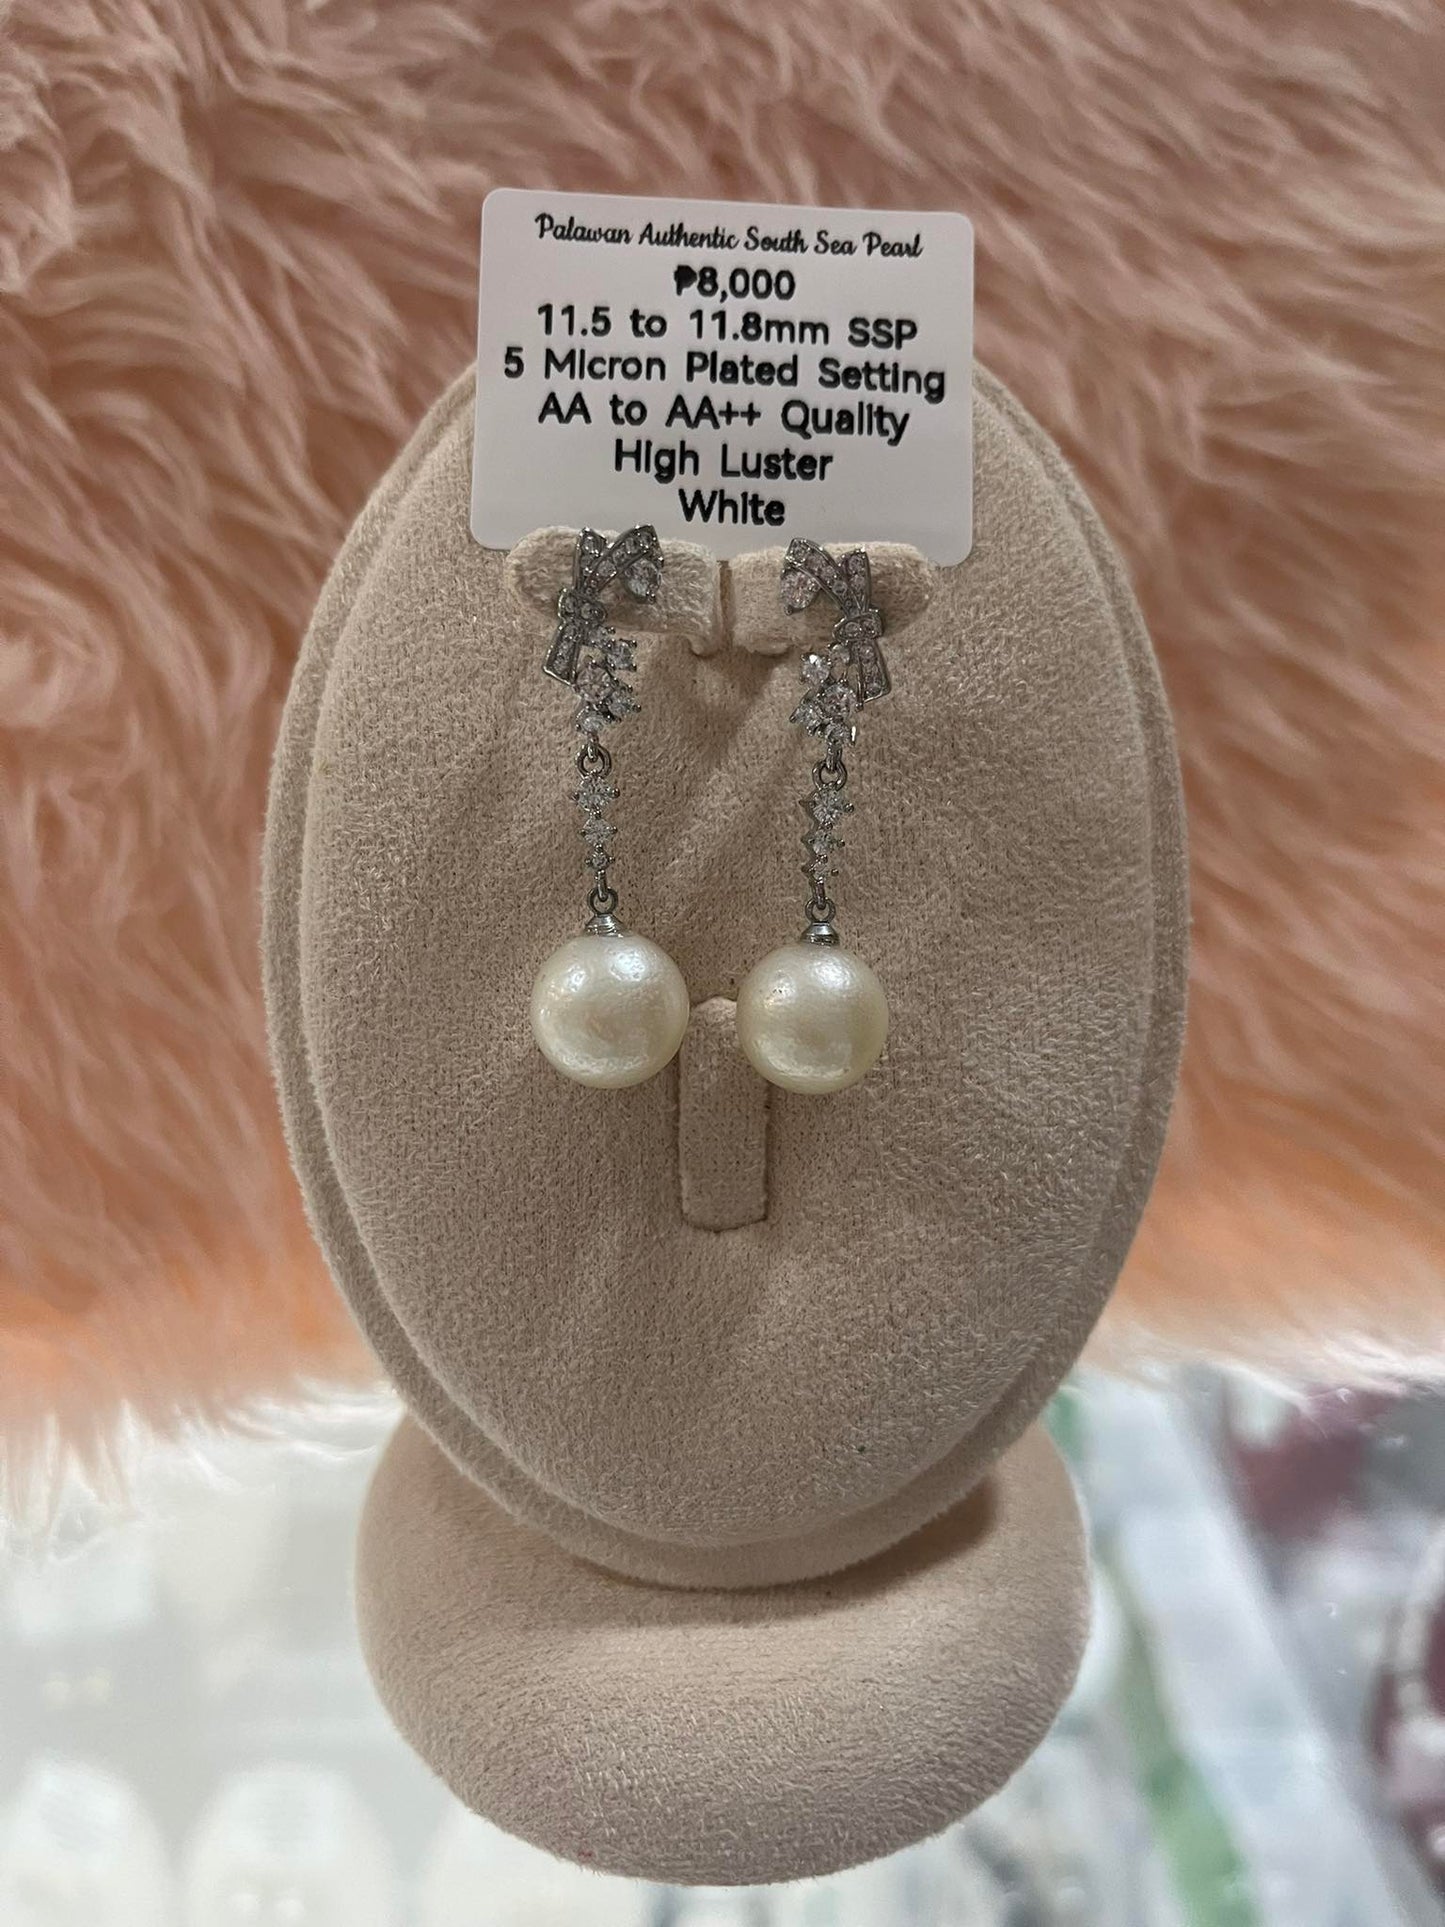 Palawan Authentic South Sea Pearl
₱8,000
11.5 to 11.8mm SSP
5 Micron Plated Setting
AA to AA++ Quality
High Luster
White